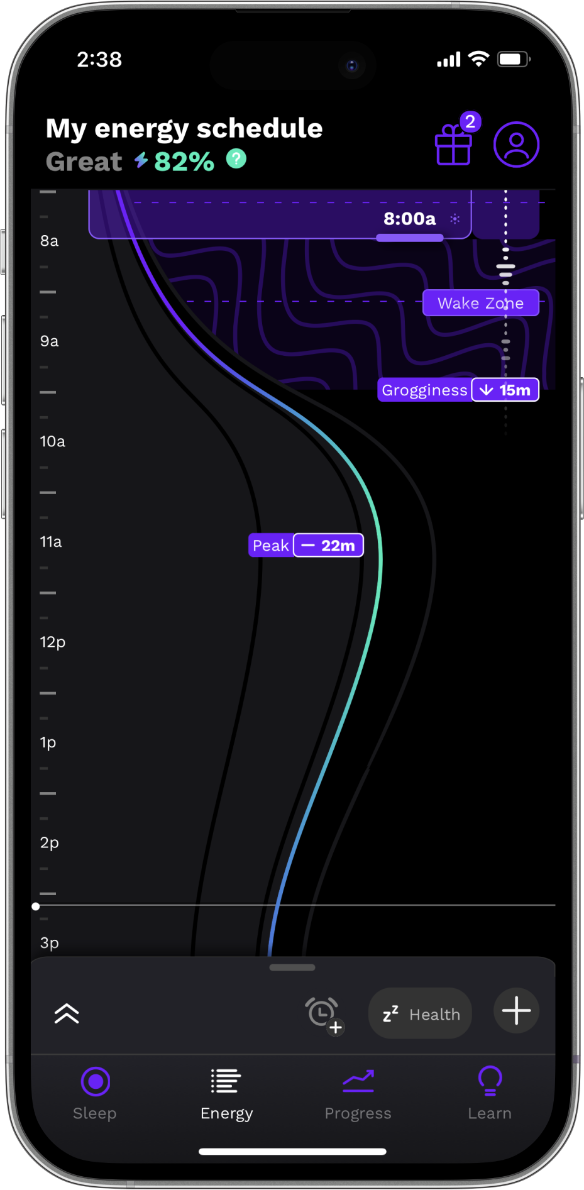 2:38
My energy schedule
2
Great 82% ?
8:00a
8a
Wake Zone
9a
Grogginess 15m
10a
11a
Peak 22m
12p
1p
2p
3p
zz Health
Sleep
Energy
Progress
Learn